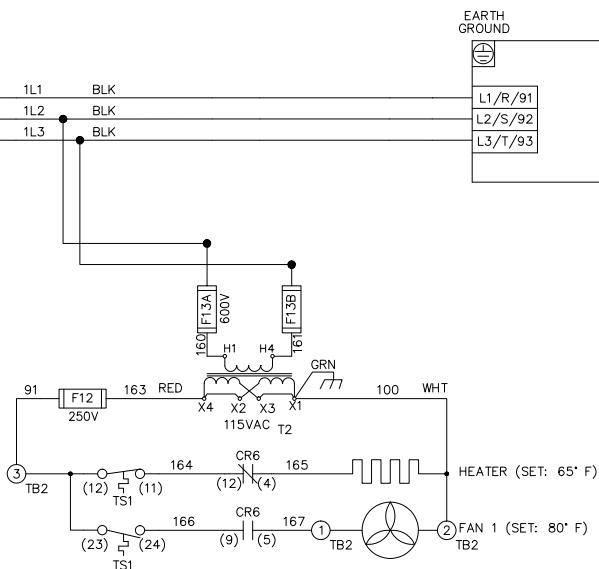 EARTH
GROUND
1L1 BLK
L1/R/91
1L2 BLK
L2/S/92
1L3 BLK
L3/T/93
F13A
600V
F13B
160
H1 H4
161
GRN
91 F12 163 RED
250V
X4 X2 X3 X1
115VAC T2
100 WHT
3
TB2
(12) (11)
TS1
164
CR6
(12) (4)
165
HEATER (SET: 65° F)
(23) (24)
TS1
166
CR6
(9) (5)
167
1
TB2
2
TB2
FAN 1 (SET: 80° F)